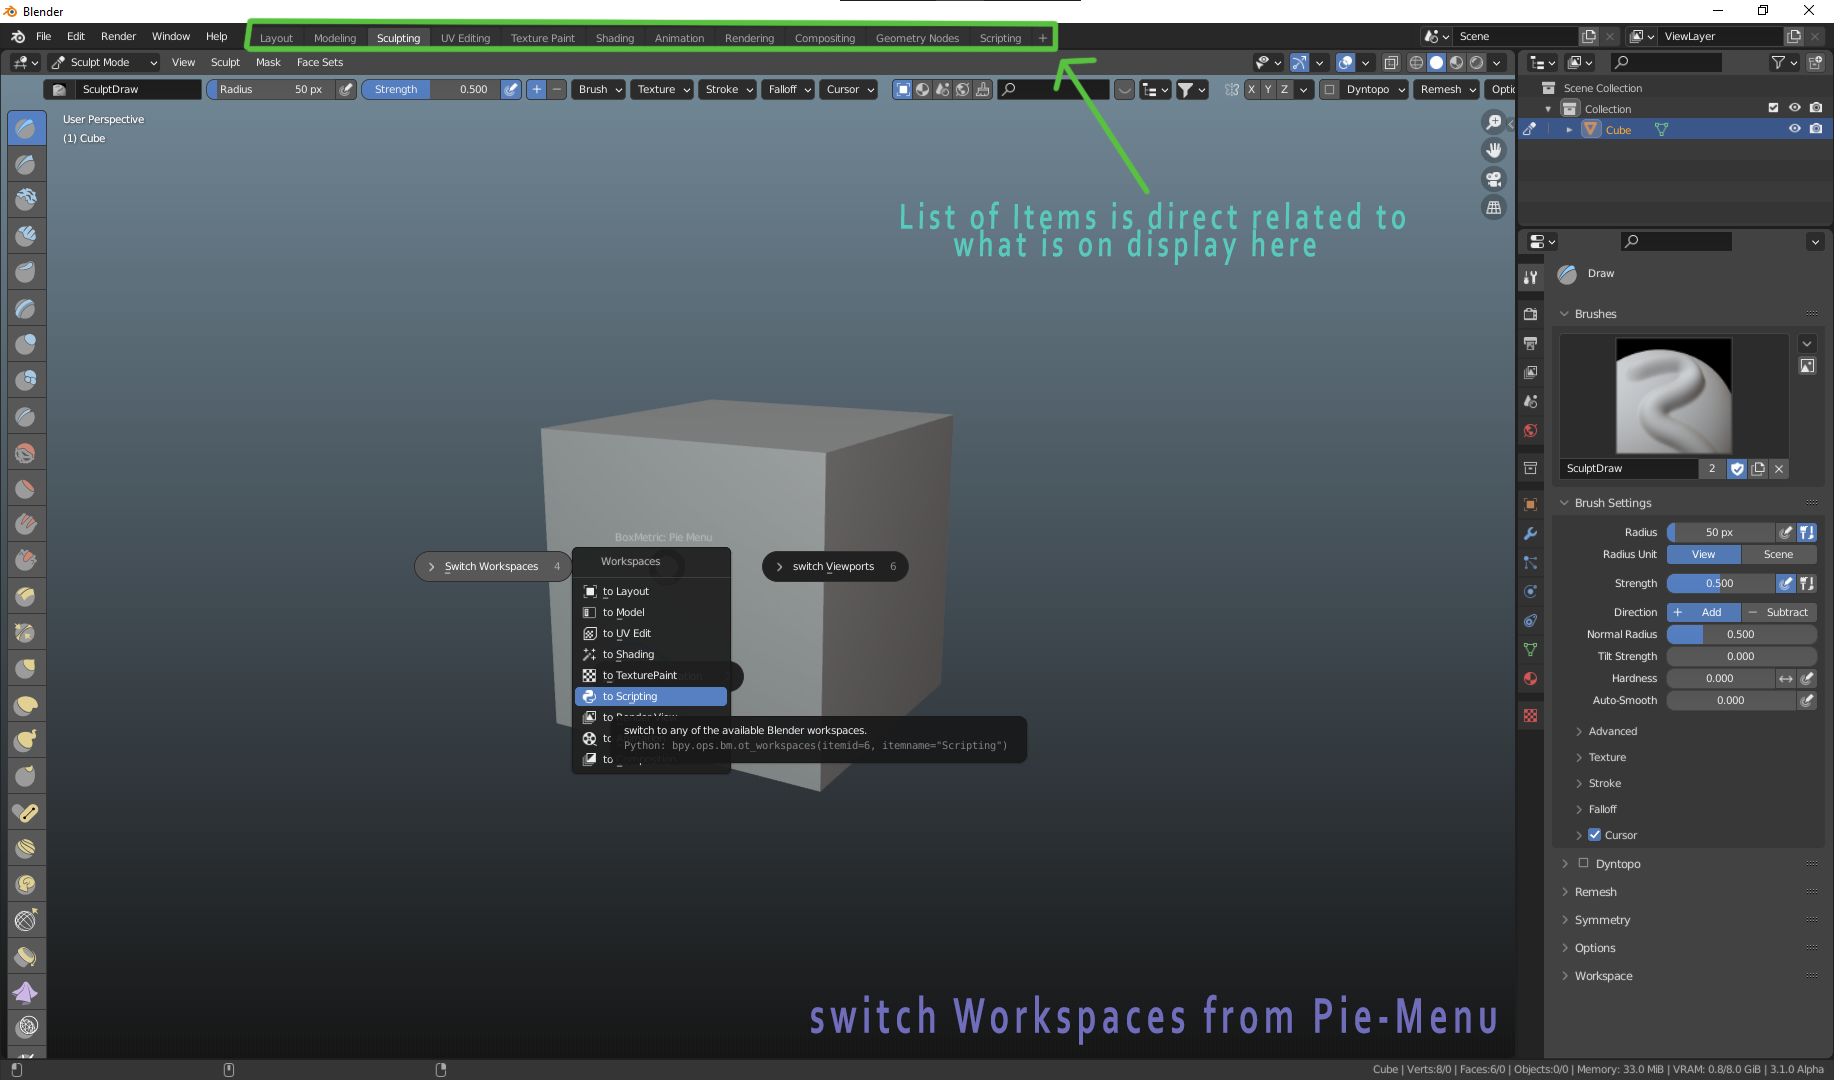 Blender
File Edit Render Window Help
Layout Modeling Sculpting UV Editing Texture Paint Shading Animation Rendering Compositing Geometry Nodes Scripting +
Scene
ViewLayer
Sculpt Mode View Sculpt Mask Face Sets
SculptDraw Radius 50 px Strength 0.500 + − Brush Texture Stroke Falloff Cursor X Y Z Dyntopo Remesh Optic
User Perspective
(1) Cube
Scene Collection
Collection
Cube
List of Items is direct related to
what is on display here
Draw
Brushes
SculptDraw 2
Brush Settings
Radius 50 px
Radius Unit View Scene
Strength 0.500
Direction + Add − Subtract
Normal Radius 0.500
Tilt Strength 0.000
Hardness 0.000
Auto-Smooth 0.000
Advanced
Texture
Stroke
Falloff
Cursor
Dyntopo
Remesh
Symmetry
Options
Workspace
BoxMetric: Pie Menu
Switch Workspaces 4
Workspaces
switch Viewports 6
to Layout
to Model
to UV Edit
to Shading
to TexturePaint
to Scripting
to Render View
to
to
switch to any of the available Blender workspaces.
Python: bpy.ops.bm.ot_workspaces(itemid=6, itemname="Scripting")
switch Workspaces from Pie-Menu
Cube | Verts:8/0 | Faces:6/0 | Objects:0/0 | Memory: 33.0 MiB | VRAM: 0.8/8.0 GiB | 3.1.0 Alpha